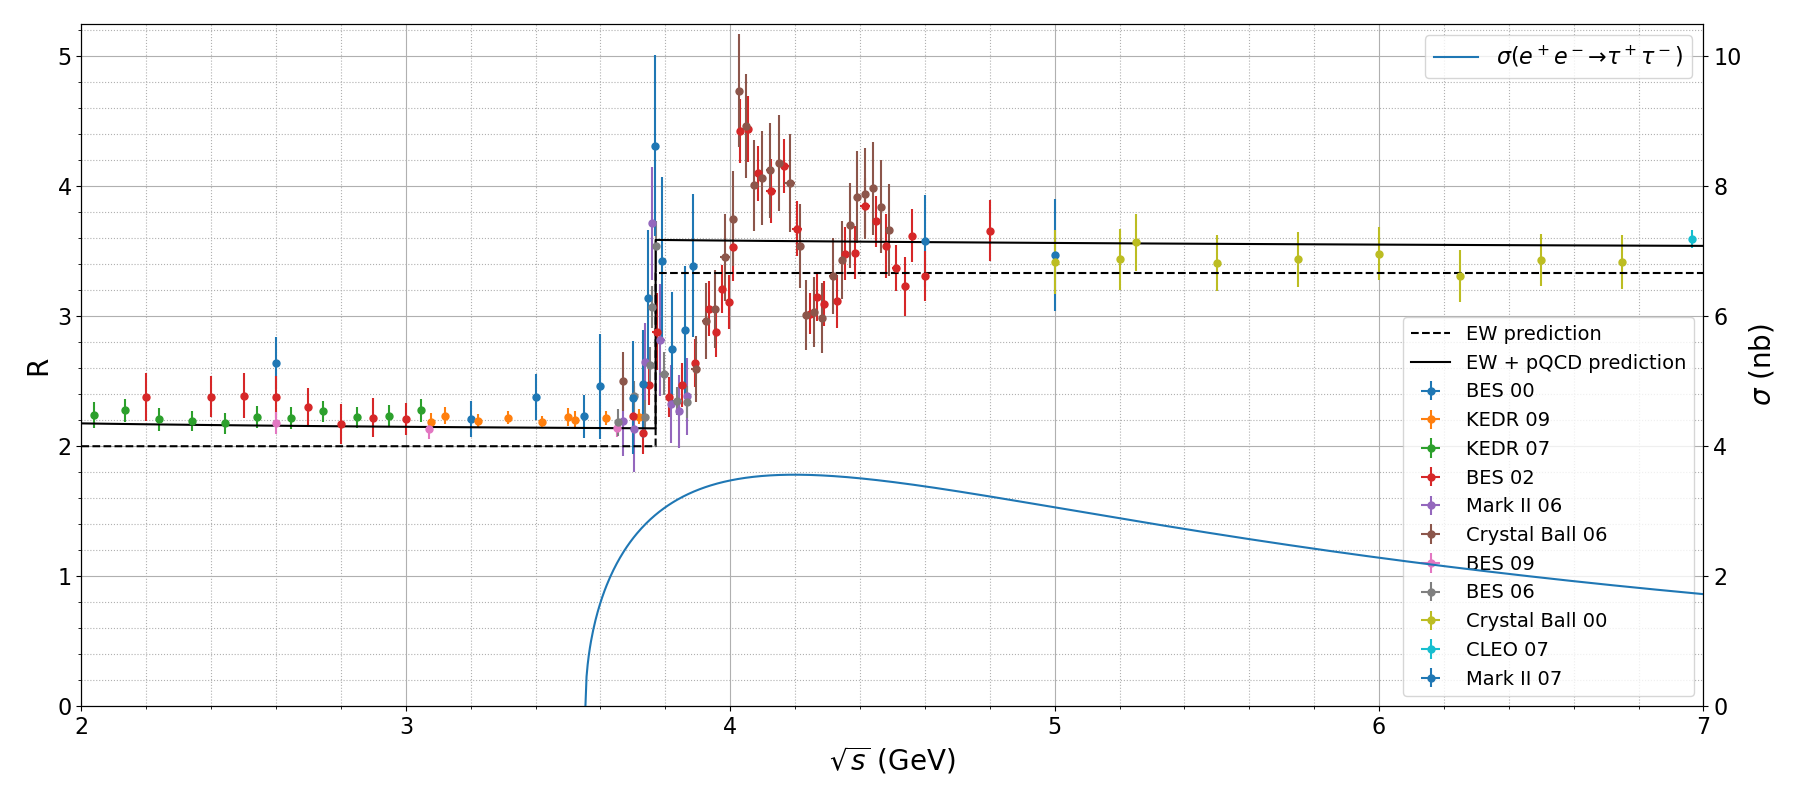 σ(e⁺e⁻→τ⁺τ⁻)
R
5
4
3
2
1
0
10
8
6
4
2
0
σ (nb)
EW prediction
EW + pQCD prediction
BES 00
KEDR 09
KEDR 07
BES 02
Mark II 06
Crystal Ball 06
BES 09
BES 06
Crystal Ball 00
CLEO 07
Mark II 07
2 3 4 5 6 7
√s (GeV)